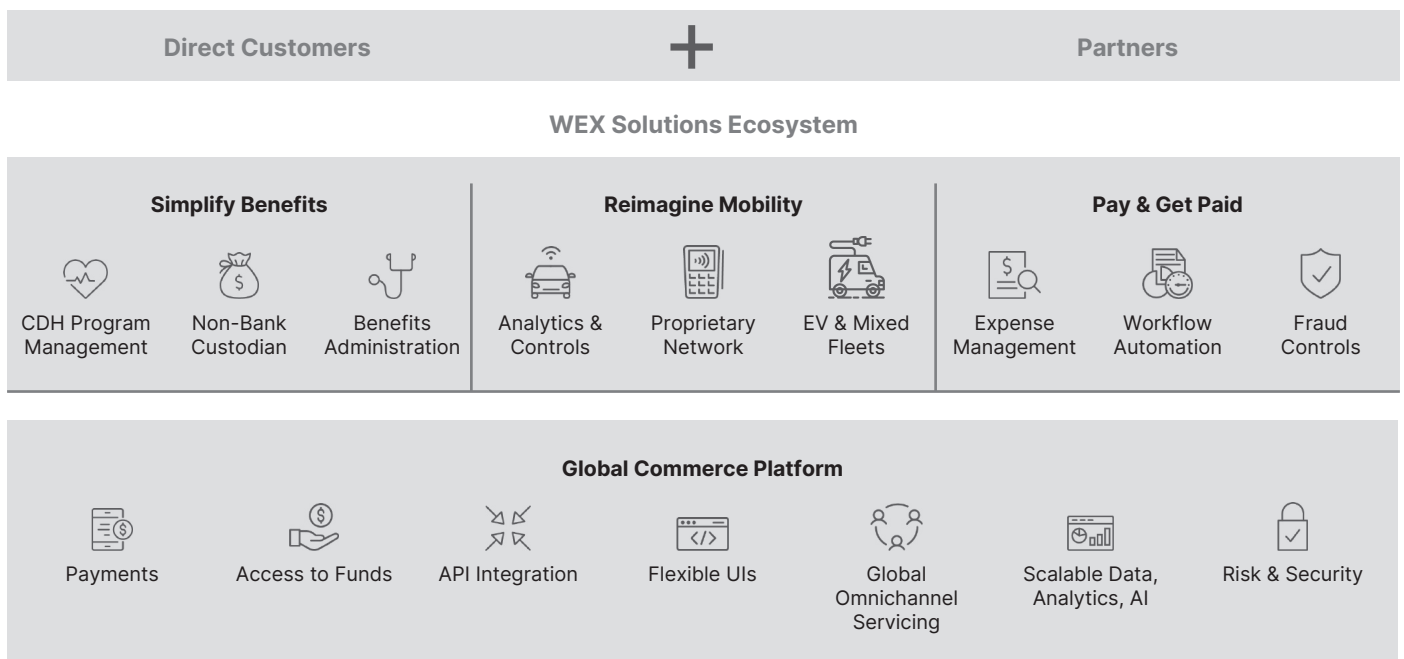 Direct Customers + Partners
WEX Solutions Ecosystem
Simplify Benefits
CDH Program
Management
Non-Bank
Custodian
Benefits
Administration
Reimagine Mobility
Analytics &
Controls
Proprietary
Network
EV & Mixed
Fleets
Pay & Get Paid
$
Expense
Management
Workflow
Automation
Fraud
Controls
Global Commerce Platform
Payments
Access to Funds
API Integration
</>
Flexible UIs
Global
Omnichannel
Servicing
Scalable Data,
Analytics, AI
Risk & Security